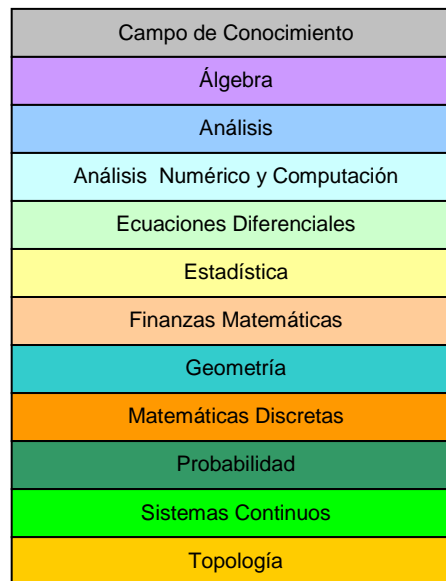 Campo de Conocimiento
Álgebra
Análisis
Análisis Numérico y Computación
Ecuaciones Diferenciales
Estadística
Finanzas Matemáticas
Geometría
Matemáticas Discretas
Probabilidad
Sistemas Continuos
Topología